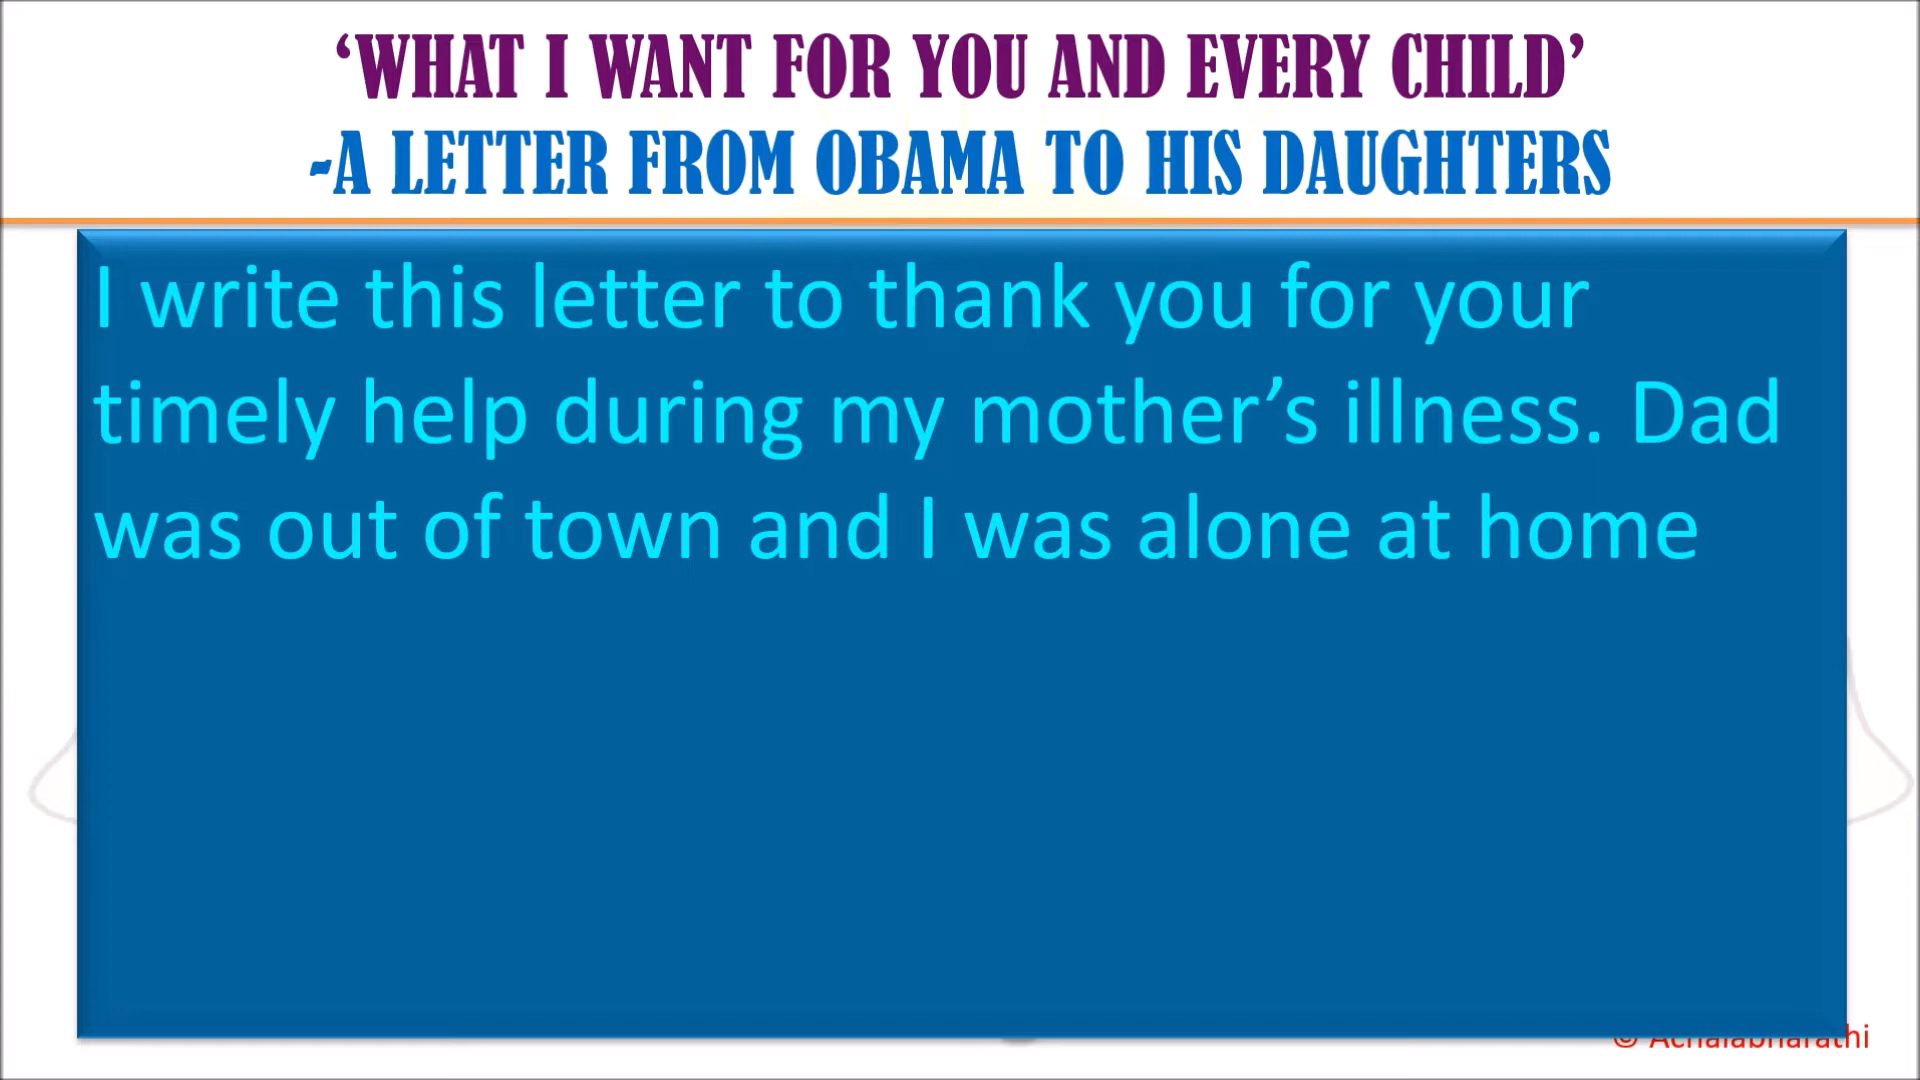 ‘WHAT I WANT FOR YOU AND EVERY CHILD’
-A LETTER FROM OBAMA TO HIS DAUGHTERS
I write this letter to thank you for your
timely help during my mother’s illness. Dad
was out of town and I was alone at home
© Achalabharathi